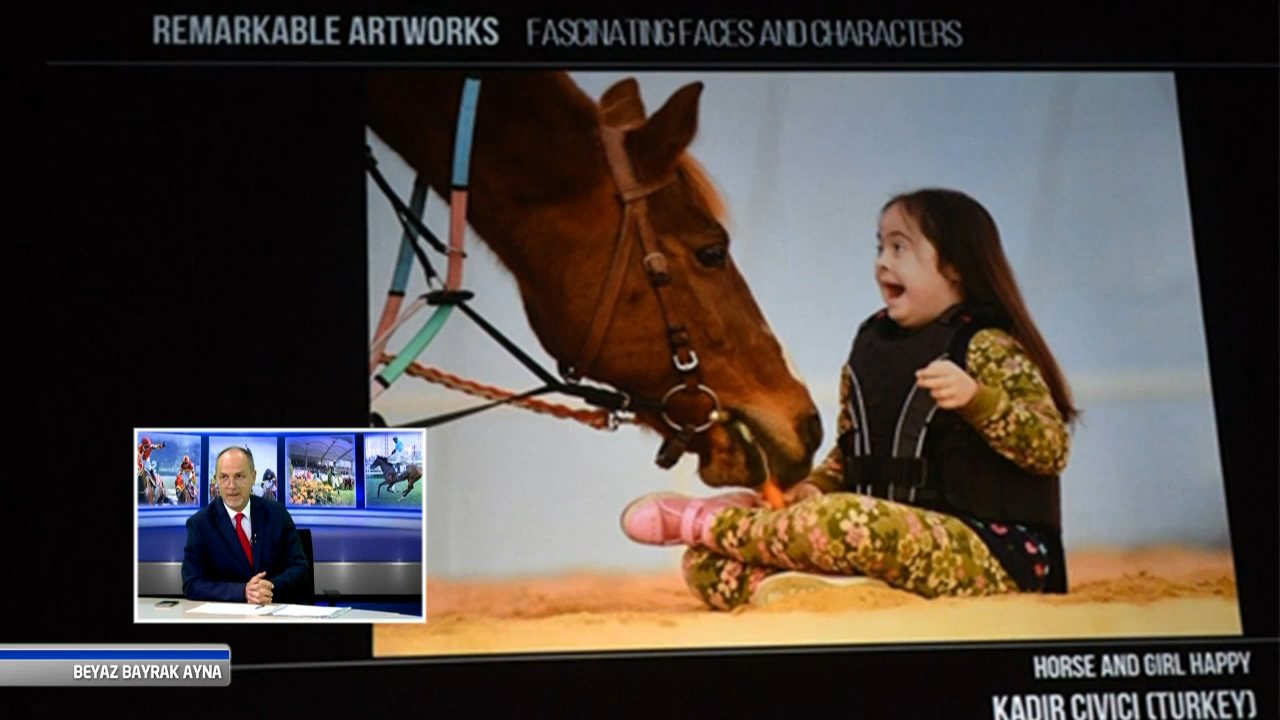 REMARKABLE ARTWORKS FASCINATING FACES AND CHARACTERS
BEYAZ BAYRAK AYNA
HORSE AND GIRL HAPPY
KADIR CIVICI (TURKEY)